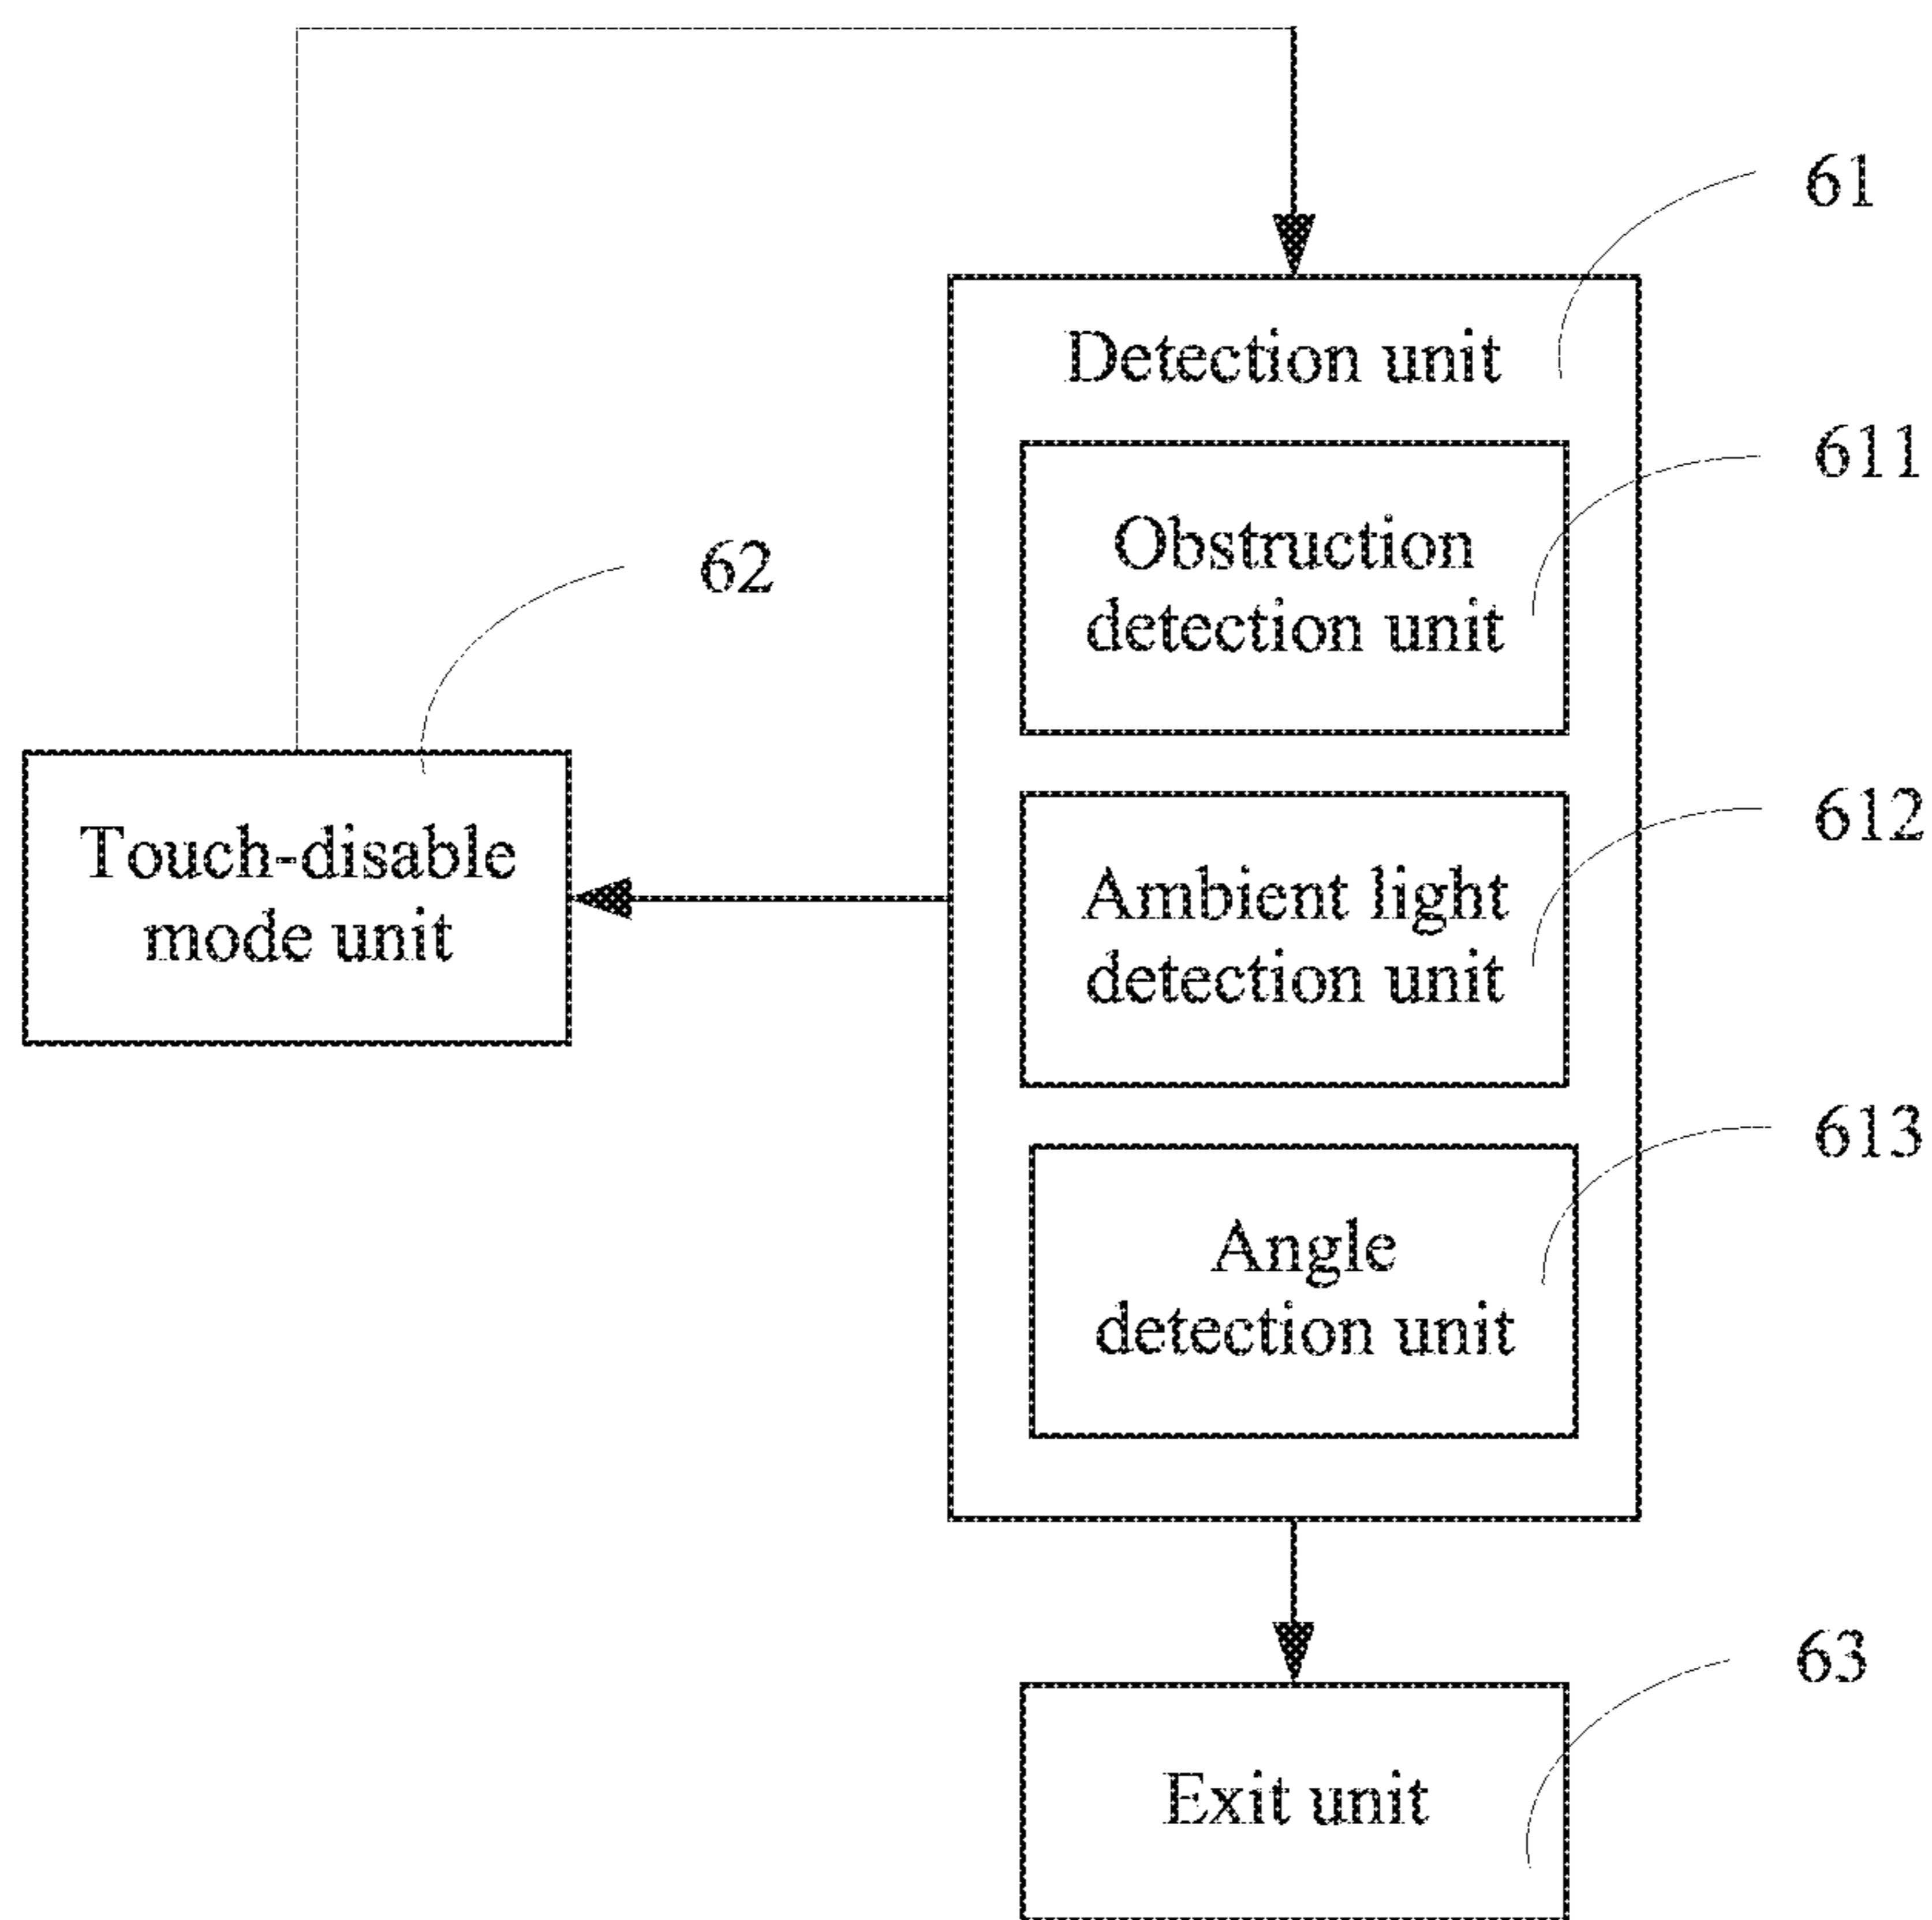 61
Detection unit
611
Obstruction
detection unit
62
612
Touch-disable
mode unit
Ambient light
detection unit
613
Angle
detection unit
63
Exit unit